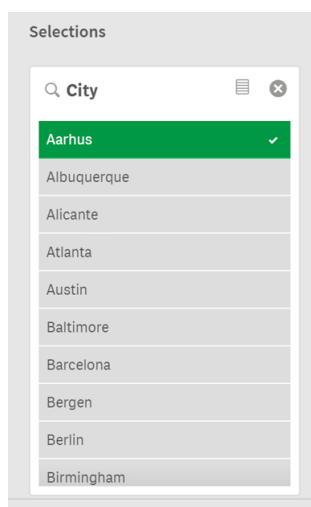 Selections
City
Aarhus
Albuquerque
Alicante
Atlanta
Austin
Baltimore
Barcelona
Bergen
Berlin
Birmingham